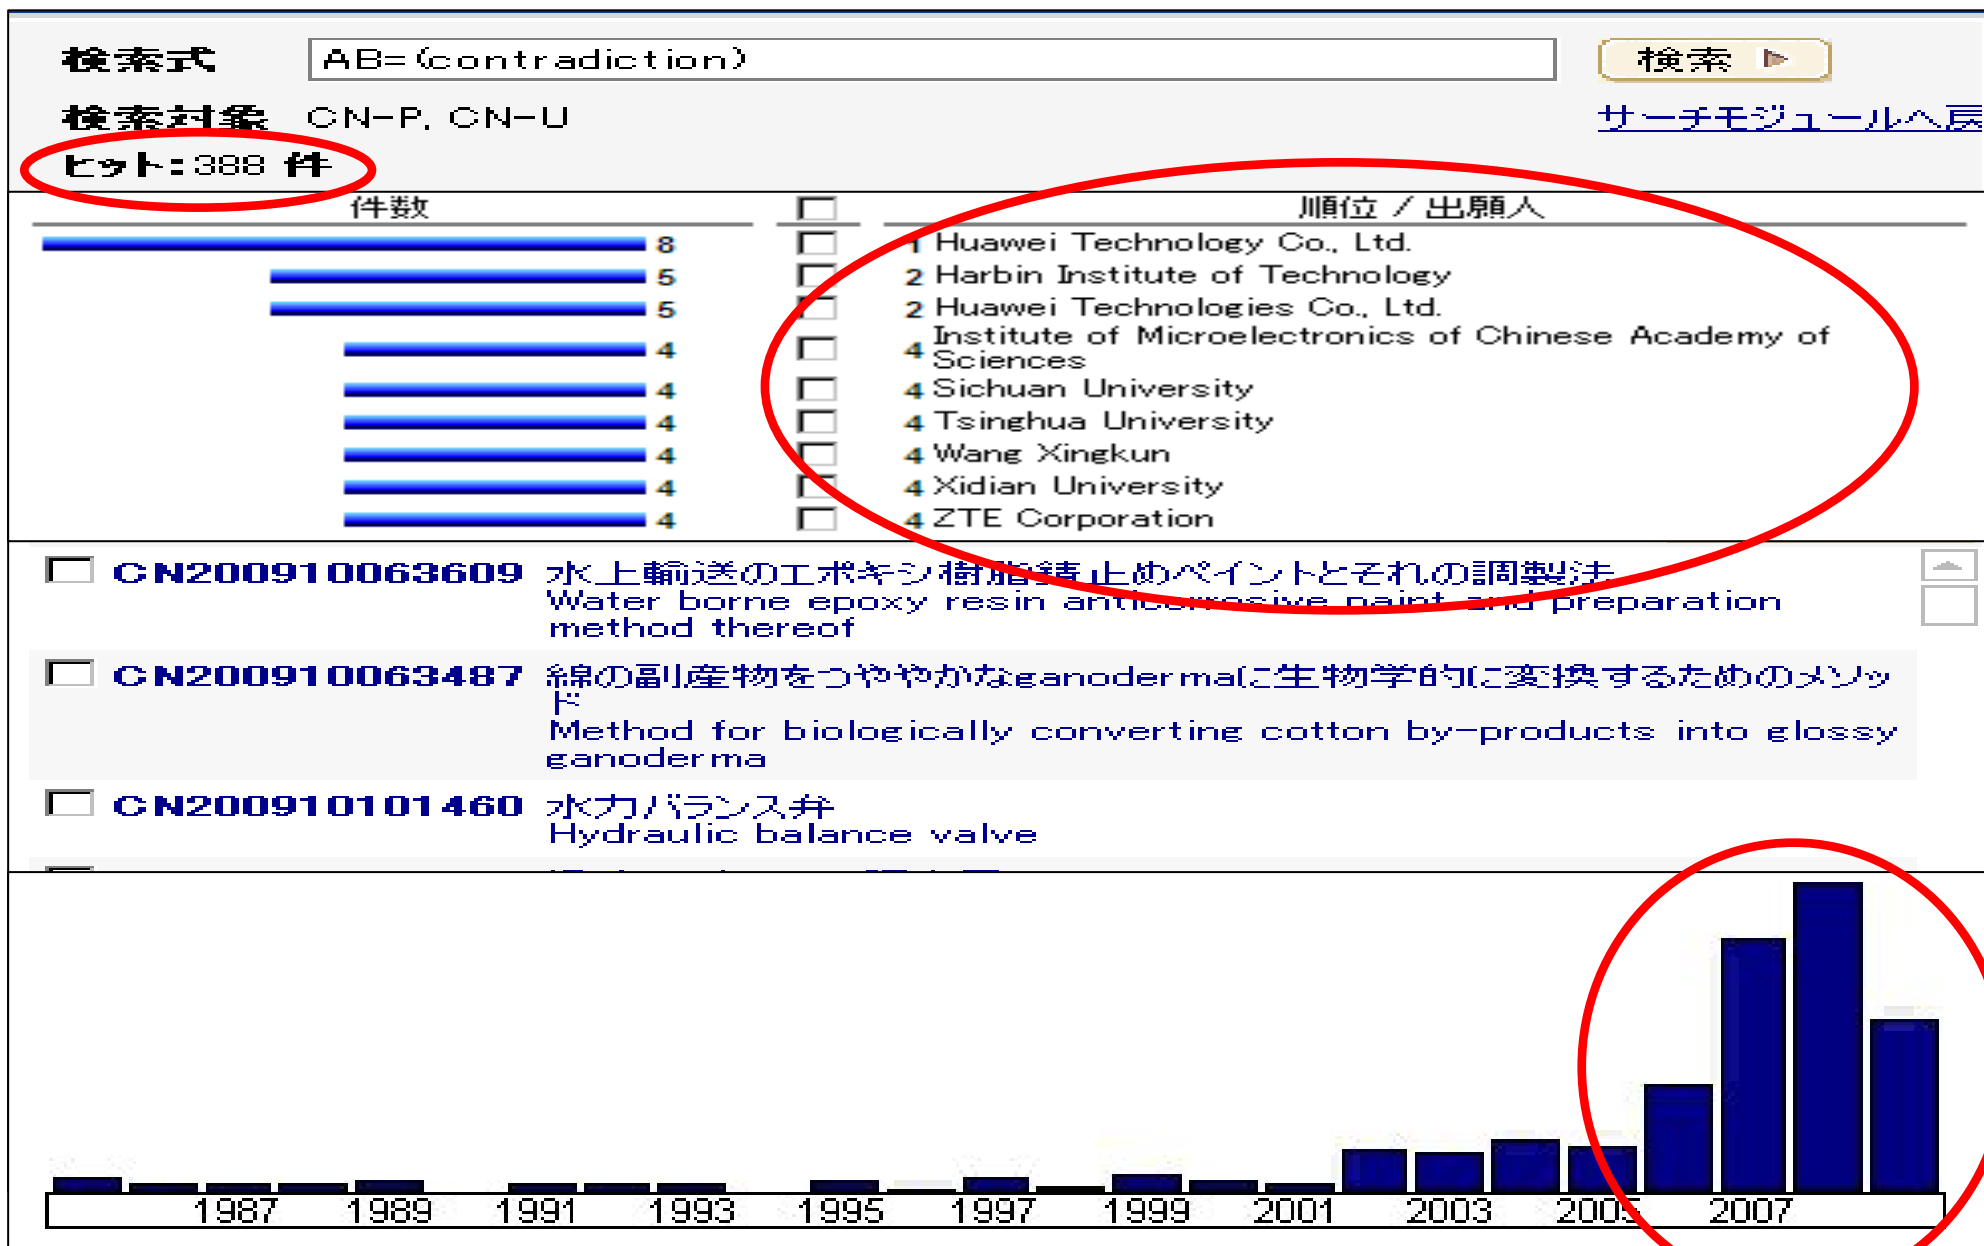 検索式 AB=(contradiction) 検索 ▶
検索対象 CN-P, CN-U サーチモジュールへ戻
ヒット: 388 件
件数 順位 / 出願人
8 1 Huawei Technology Co., Ltd.
5 2 Harbin Institute of Technology
5 2 Huawei Technologies Co., Ltd.
4 4 Institute of Microelectronics of Chinese Academy of
Sciences
4 4 Sichuan University
4 4 Tsinghua University
4 4 Wang Xingkun
4 4 Xidian University
4 4 ZTE Corporation
CN200910063609 水上輸送のエポキシ樹脂錆止めペイントとそれの調製法
Water borne epoxy resin anticorrosive paint and preparation
method thereof
CN200910063487 綿の副産物をつややかなganodermaに生物学的に変換するためのメソッ
ド
Method for biologically converting cotton by-products into glossy
ganoderma
CN200910101460 水力バランス弁
Hydraulic balance valve
1987 1989 1991 1993 1995 1997 1999 2001 2003 2005 2007